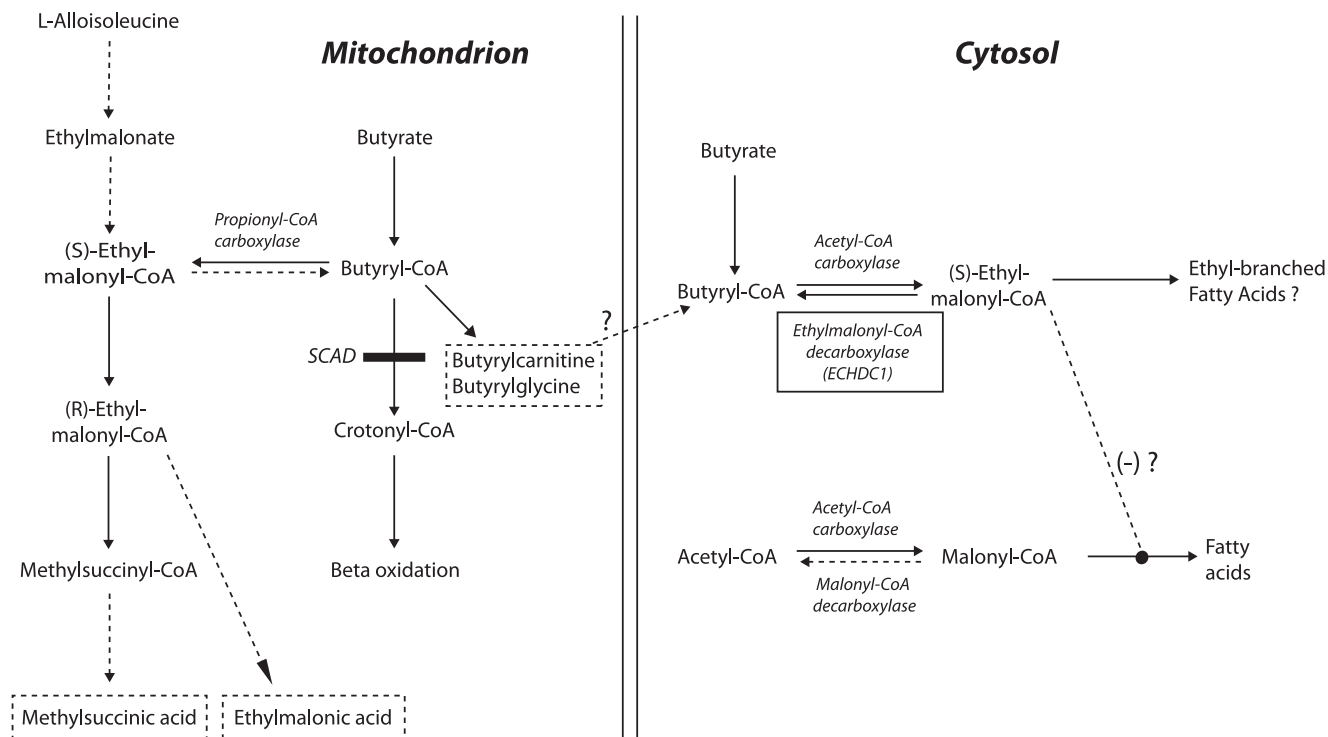 L-Alloisoleucine
Mitochondrion
Cytosol
Ethylmalonate
Butyrate
Butyrate
Propionyl-CoA
carboxylase
(S)-Ethyl-
malonyl-CoA
Butyryl-CoA
Acetyl-CoA
carboxylase
Butyryl-CoA
(S)-Ethyl-
malonyl-CoA
Ethyl-branched
Fatty Acids ?
?
Ethylmalonyl-CoA
decarboxylase
(ECHDC1)
SCAD
Butyrylcarnitine
Butyrylglycine
(R)-Ethyl-
malonyl-CoA
Crotonyl-CoA
(-) ?
Acetyl-CoA
carboxylase
Methylsuccinyl-CoA
Beta oxidation
Acetyl-CoA
Malonyl-CoA
Fatty
acids
Malonyl-CoA
decarboxylase
Methylsuccinic acid
Ethylmalonic acid